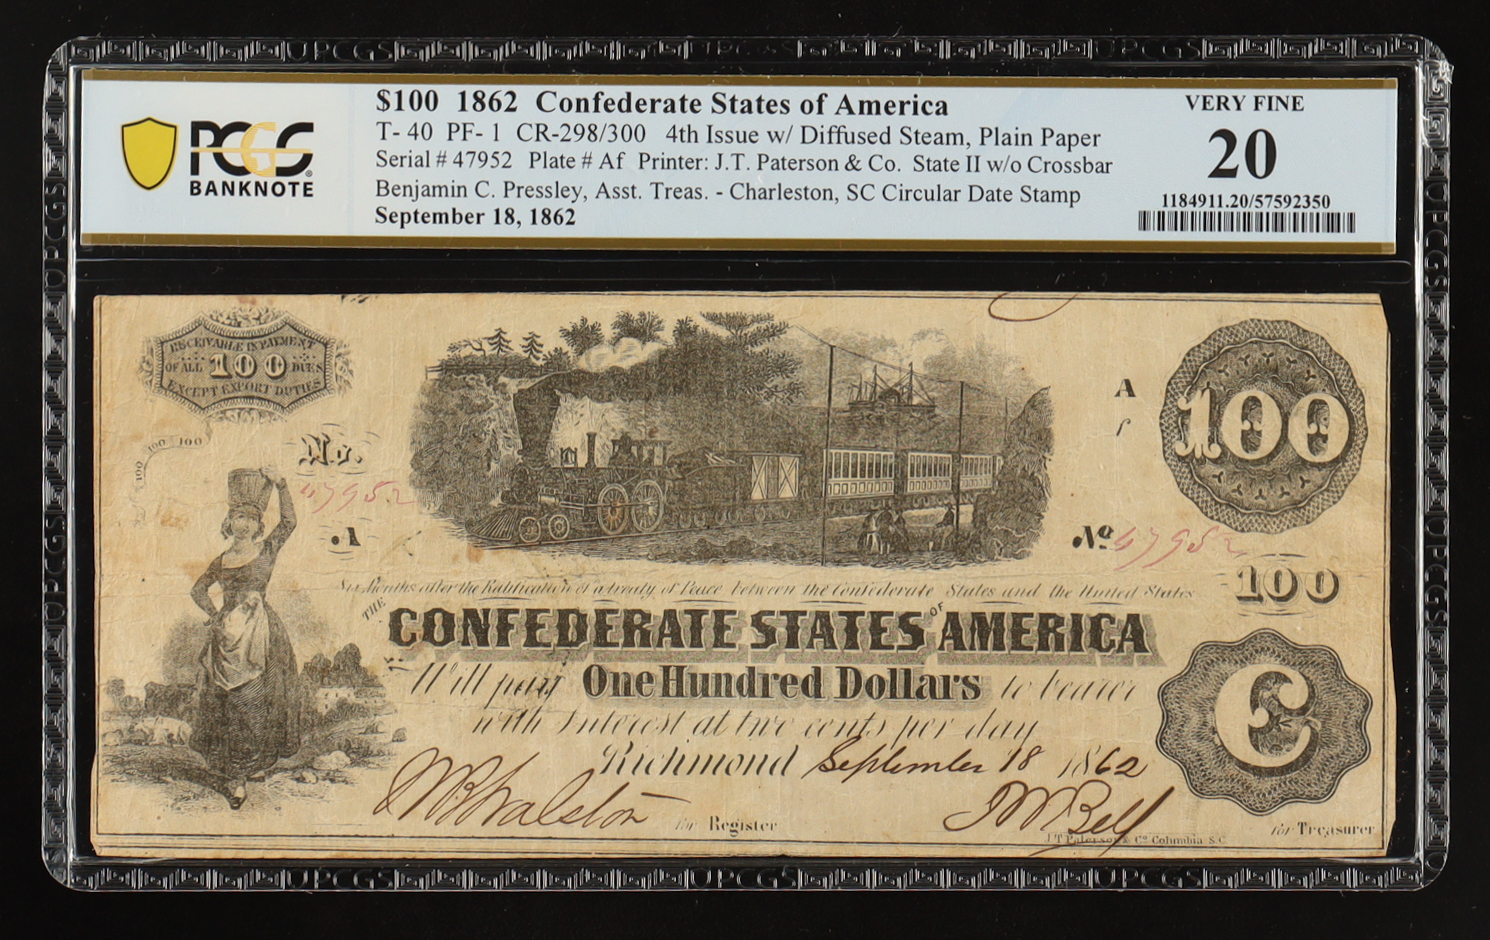 $100 1862 Confederate States of America
T- 40 PF- 1 CR-298/300 4th Issue w/ Diffused Steam, Plain Paper
Serial # 47952 Plate # Af Printer: J.T. Paterson & Co. State II w/o Crossbar
Benjamin C. Pressley, Asst. Treas. - Charleston, SC Circular Date Stamp
September 18, 1862
PCGS
BANKNOTE
VERY FINE
20
1184911.20/57592350
RECEIVABLE IN PAYMENT
OF ALL 100 DUES
EXCEPT EXPORT DUTIES
100 100 100
No.
47952
.A
A
f
100
No 47952
100
Six Months after the Ratification of a treaty of Peace between the Confederate States and the United States
THE
CONFEDERATE STATES OF AMERICA
Will pay One Hundred Dollars to bearer
with Interest at two cents per day
Richmond September 18 1862
C
W B Walston for Register
J W Bell for Treasurer
J.T. Paterson & Co Columbia S.C.